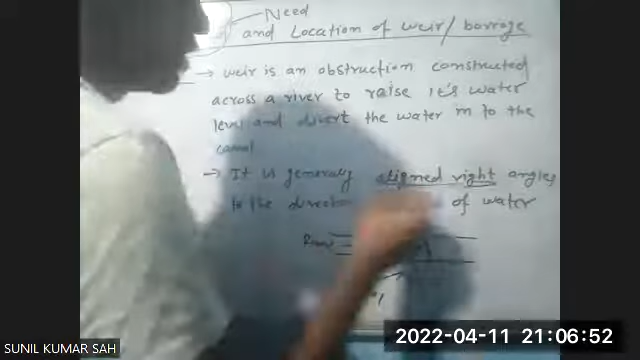 Need
and Location of weir/barrage
→ weir is an obstruction constructed
across a river to raise it's water
level and divert the water in to the
canal
→ It is generally aligned right angles
to the direction of water
SUNIL KUMAR SAH
2022-04-11 21:06:52